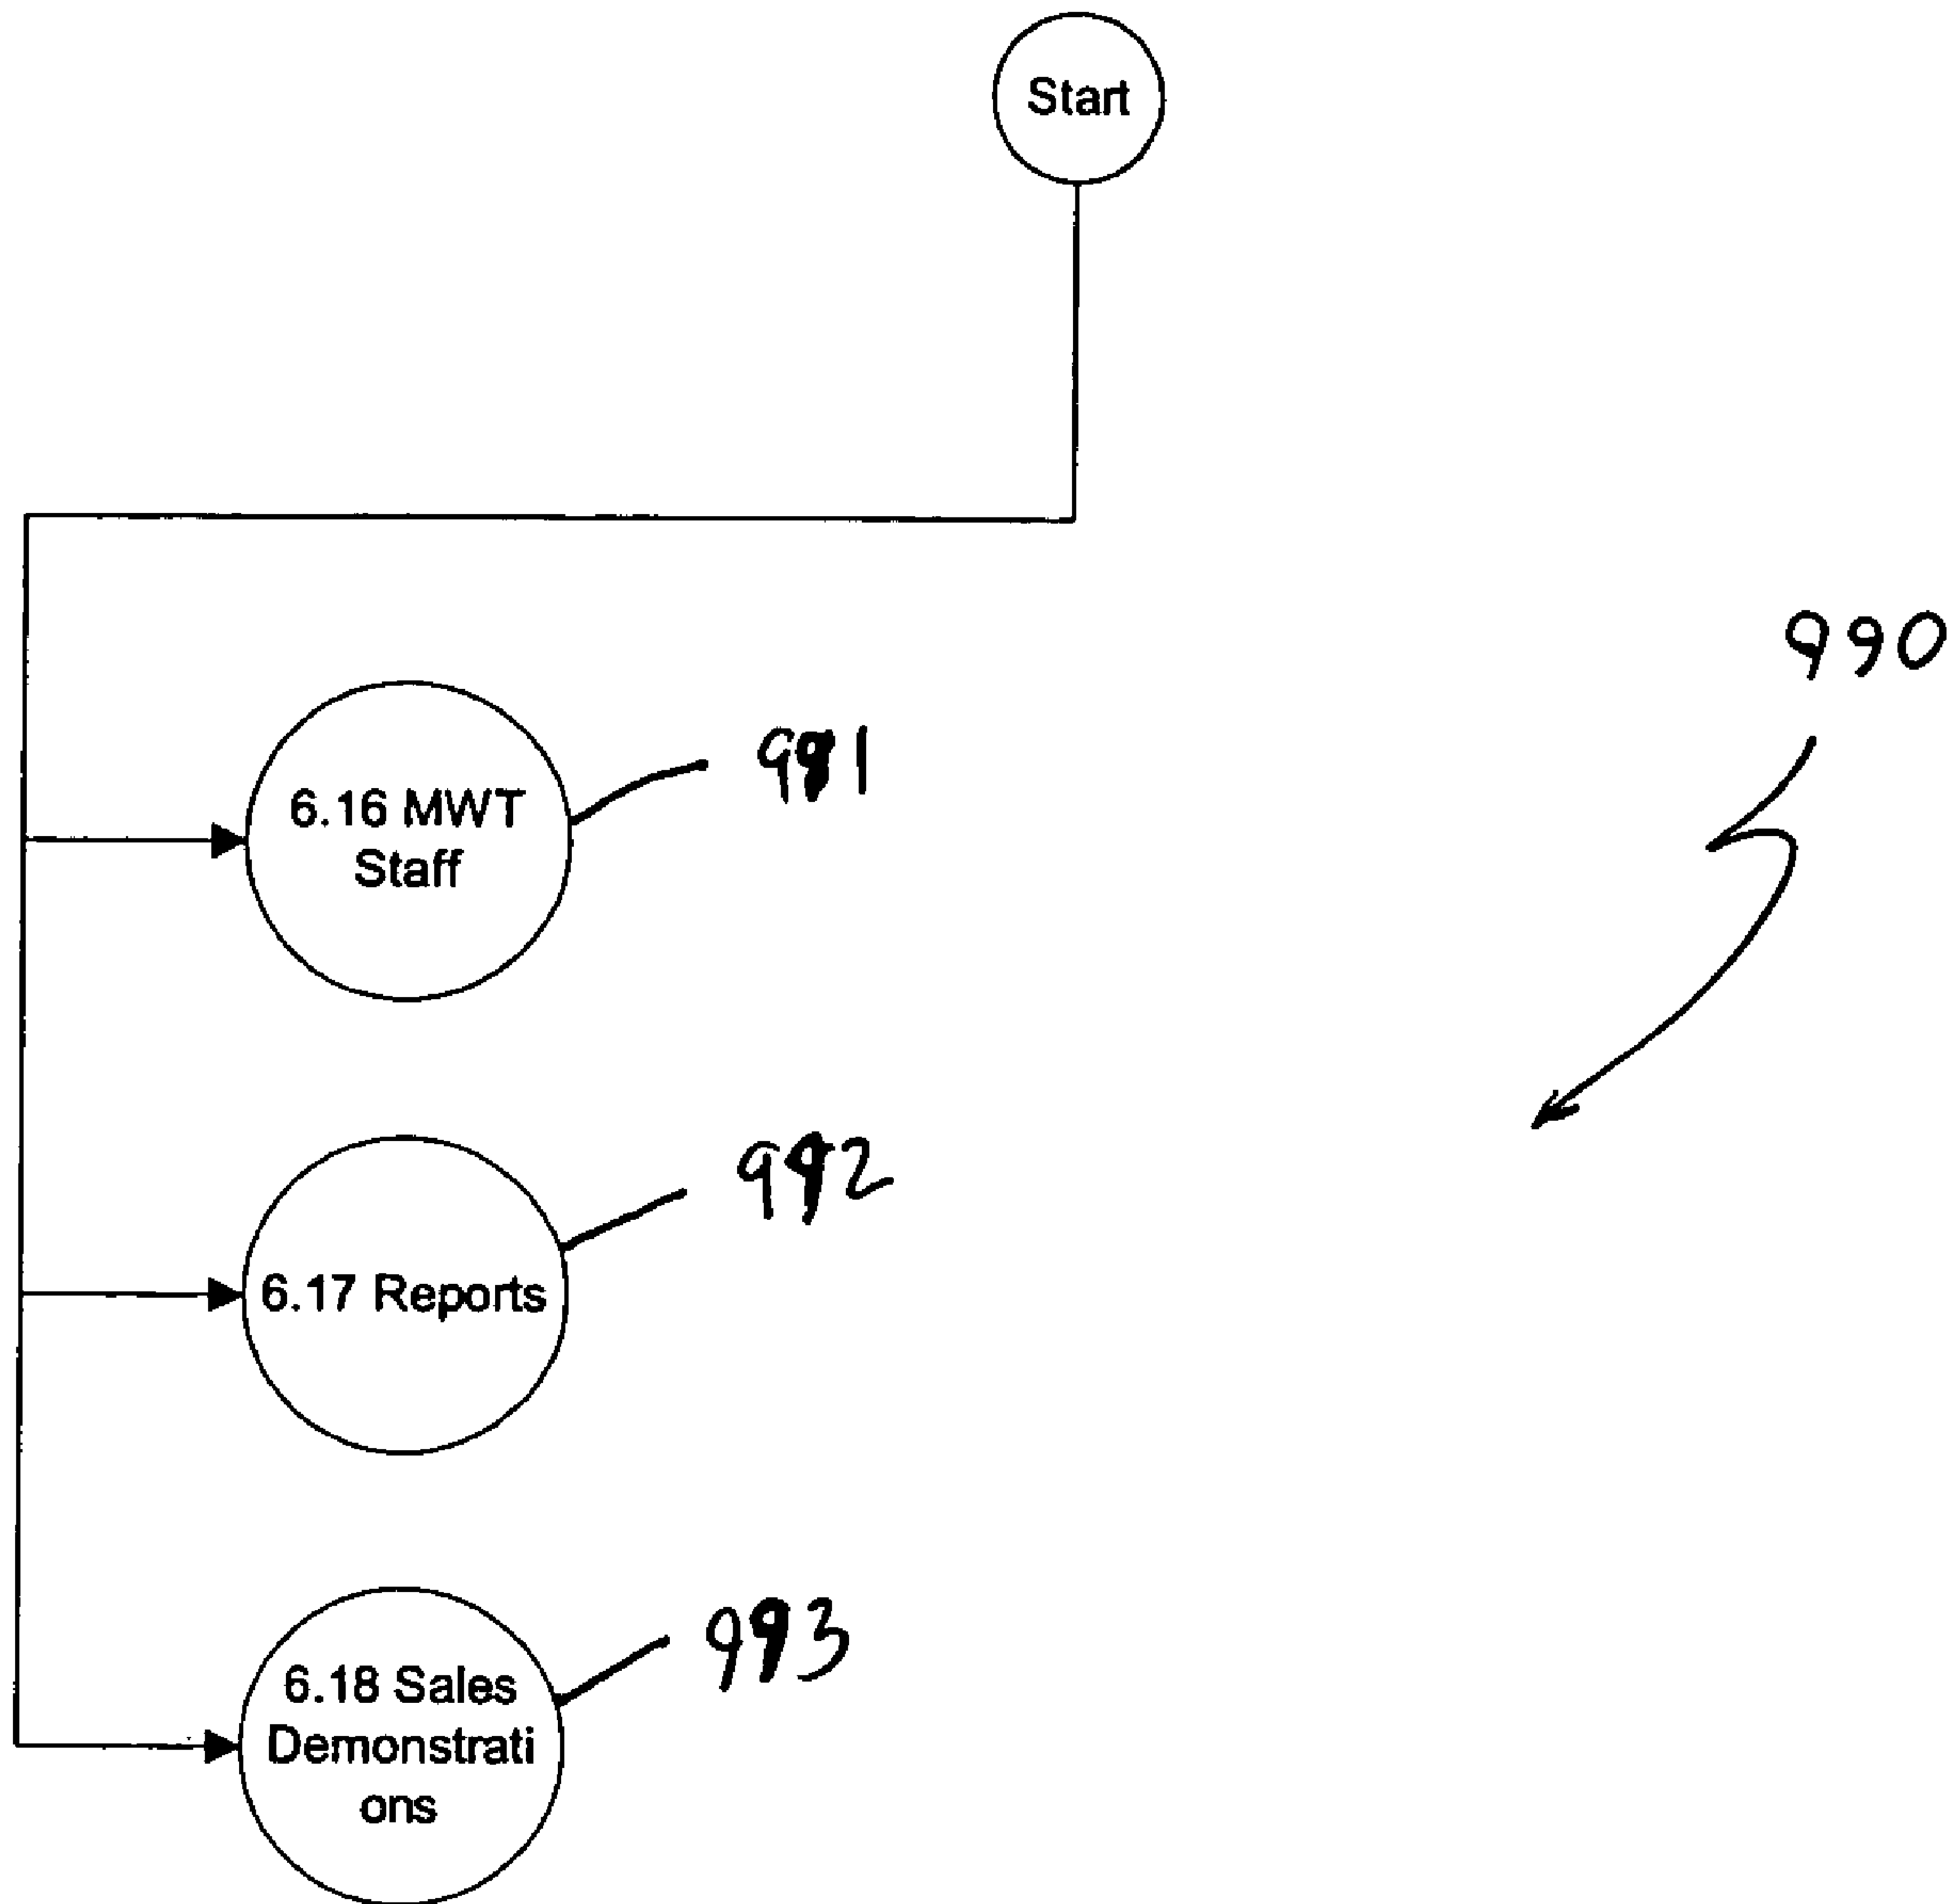 Start
990
991
6.16 MWT
Staff
992
6.17 Reports
993
6.18 Sales
Demonstrati
ons